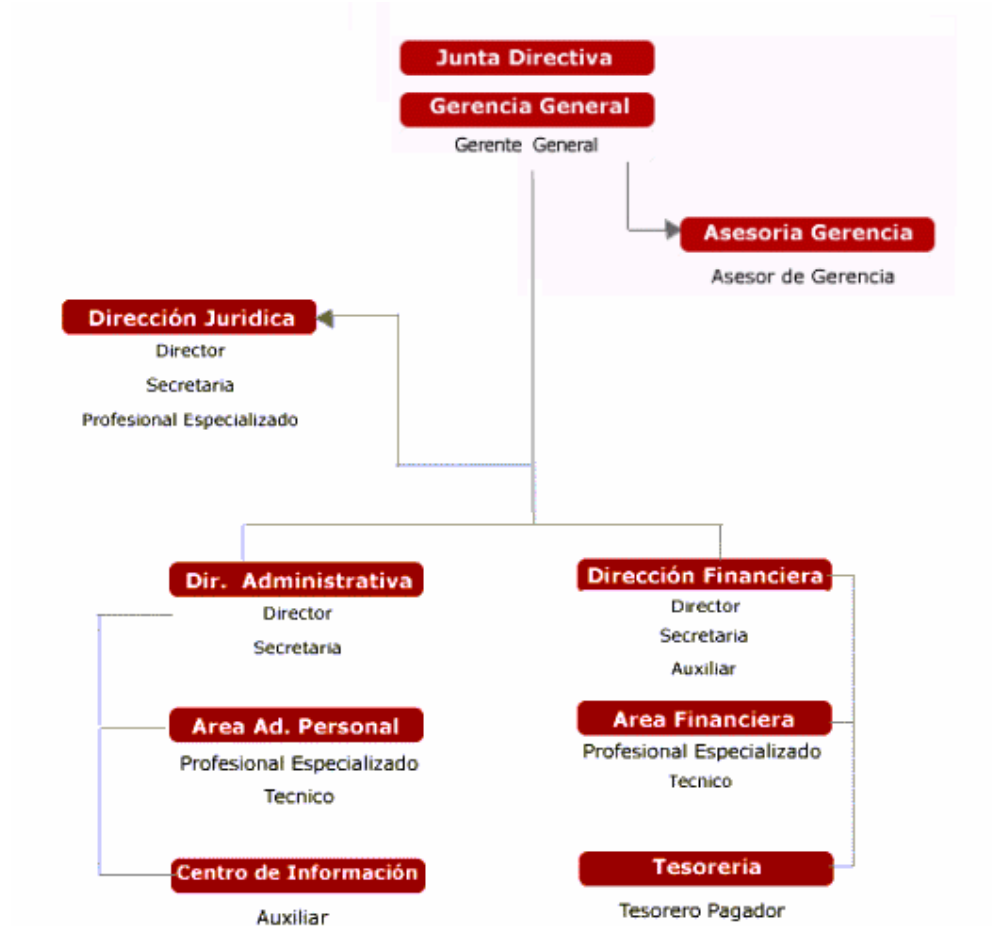 Junta Directiva
Gerencia General
Gerente General
Asesoria Gerencia
Asesor de Gerencia
Dirección Juridica
Director
Secretaria
Profesional Especializado
Dir. Administrativa
Director
Secretaria
Area Ad. Personal
Profesional Especializado
Tecnico
Centro de Información
Auxiliar
Dirección Financiera
Director
Secretaria
Auxiliar
Area Financiera
Profesional Especializado
Tecnico
Tesoreria
Tesorero Pagador